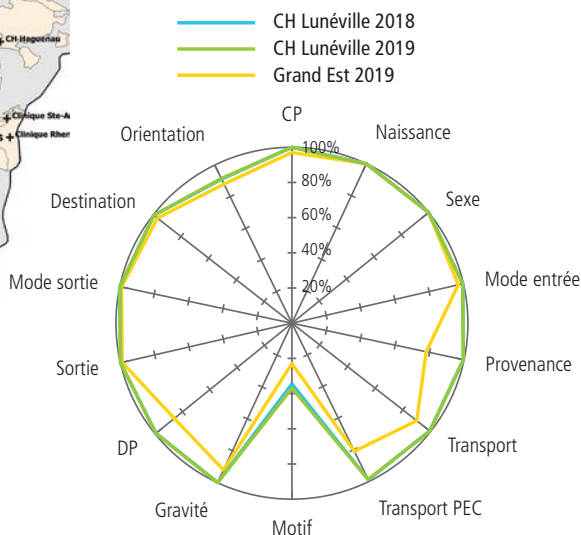 CH Haguenau
Clinique Ste-
Clinique
CH Lunéville 2018
CH Lunéville 2019
Grand Est 2019
CP
Naissance
Sexe
Mode entrée
Provenance
Transport
Transport PEC
Motif
Gravité
DP
Sortie
Mode sortie
Destination
Orientation
100%
80%
60%
40%
20%